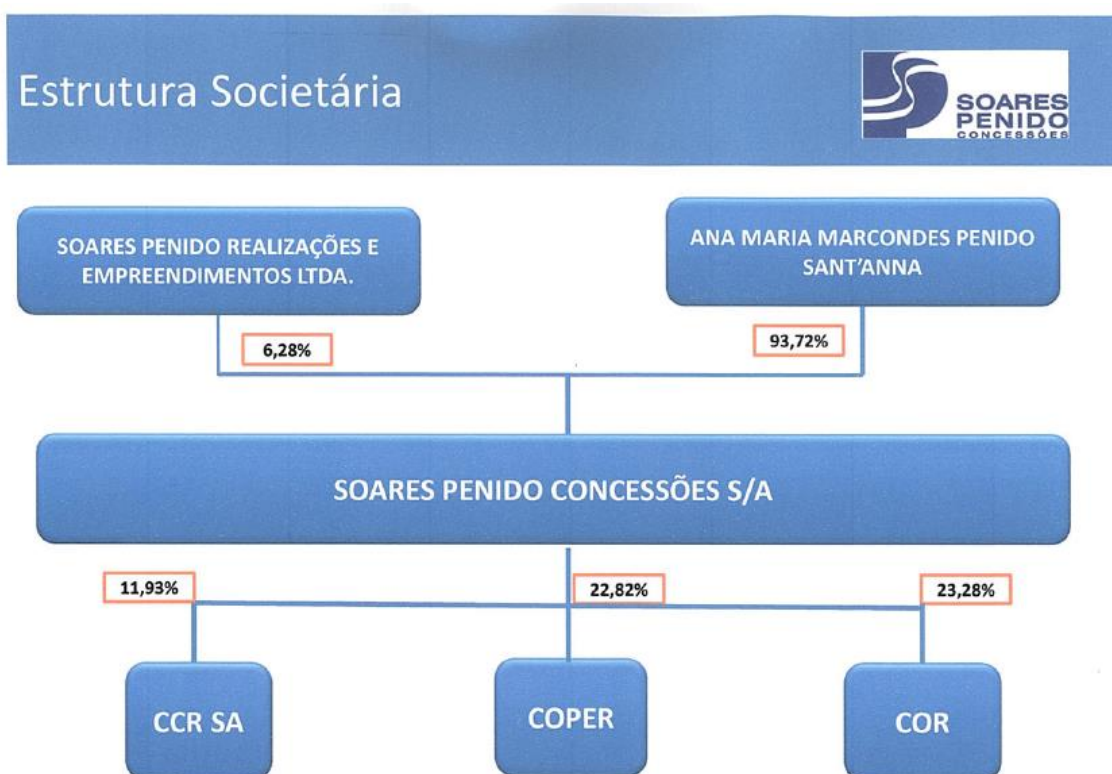 Estrutura Societária
SOARES
PENIDO
CONCESSÕES
SOARES PENIDO REALIZAÇÕES E
EMPREENDIMENTOS LTDA.
ANA MARIA MARCONDES PENIDO
SANT'ANNA
6,28%
93,72%
SOARES PENIDO CONCESSÕES S/A
11,93%
22,82%
23,28%
CCR SA
COPER
COR